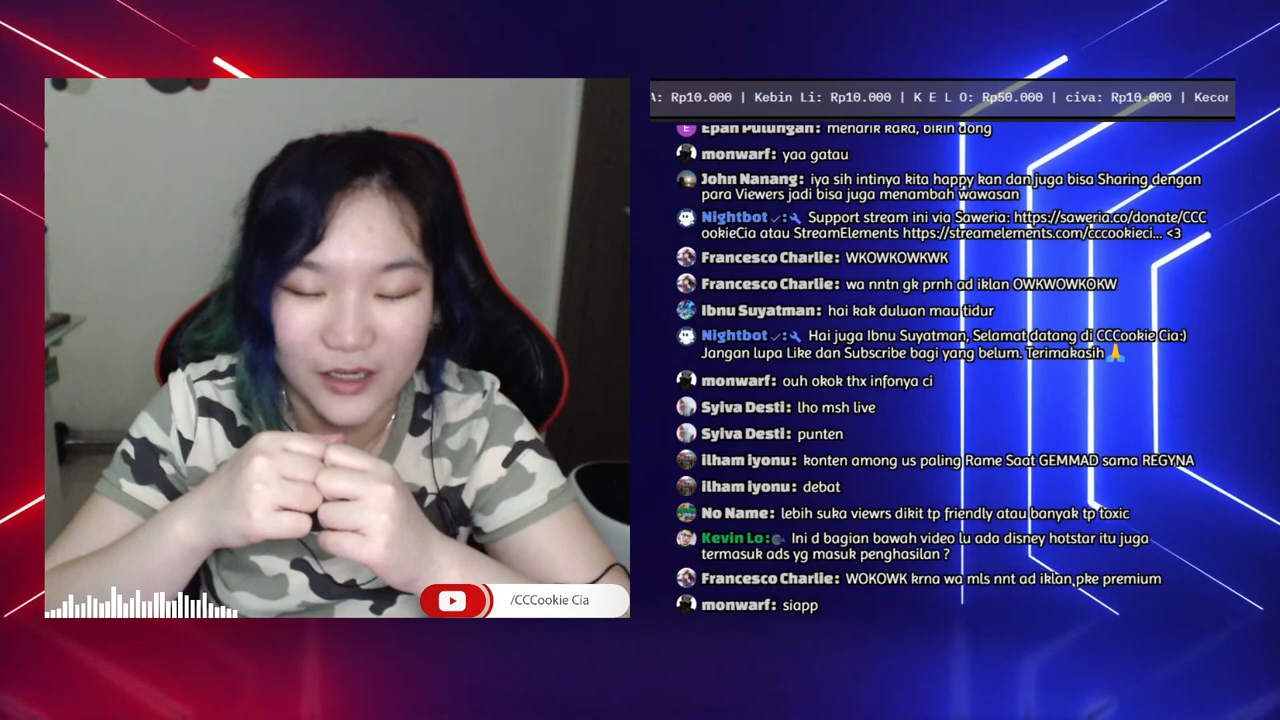 A: Rp10.000 | Kebin Li: Rp10.000 | K E L O: Rp50.000 | civa: Rp10.000 |
E Epan Pulungan: menarik kaka, bikin dong
monwarf: yaa gatau
John Nanang: iya sih intinya kita happy kan dan juga bisa Sharing dengan
para Viewers jadi bisa juga menambah wawasan
Nightbot: Support stream ini via Saweria: https://saweria.co/donate/CCC
ookieCia atau StreamElements https://streamelements.com/cccookieci... <3
Francesco Charlie: WKOWKOWKWK
Francesco Charlie: wa nntn gk prnh ad iklan OWKWOWKOKW
Ibnu Suyatman: hai kak duluan mau tidur
Nightbot: Hai juga Ibnu Suyatman, Selamat datang di CCCookie Cia:)
Jangan lupa Like dan Subscribe bagi yang belum. Terimakasih 🙏
monwarf: ouh okok thx infonya ci
Syiva Desti: lho msh live
Syiva Desti: punten
ilham iyonu: konten among us paling Rame Saat GEMMAD sama REGYNA
ilham iyonu: debat
No Name: lebih suka viewrs dikit tp friendly atau banyak tp toxic
Kevin Lo: Ini d bagian bawah video lu ada disney hotstar itu juga
termasuk ads yg masuk penghasilan ?
Francesco Charlie: WOKOWK krna wa mls nnt ad iklan,pke premium
monwarf: siapp
/CCCookie Cia